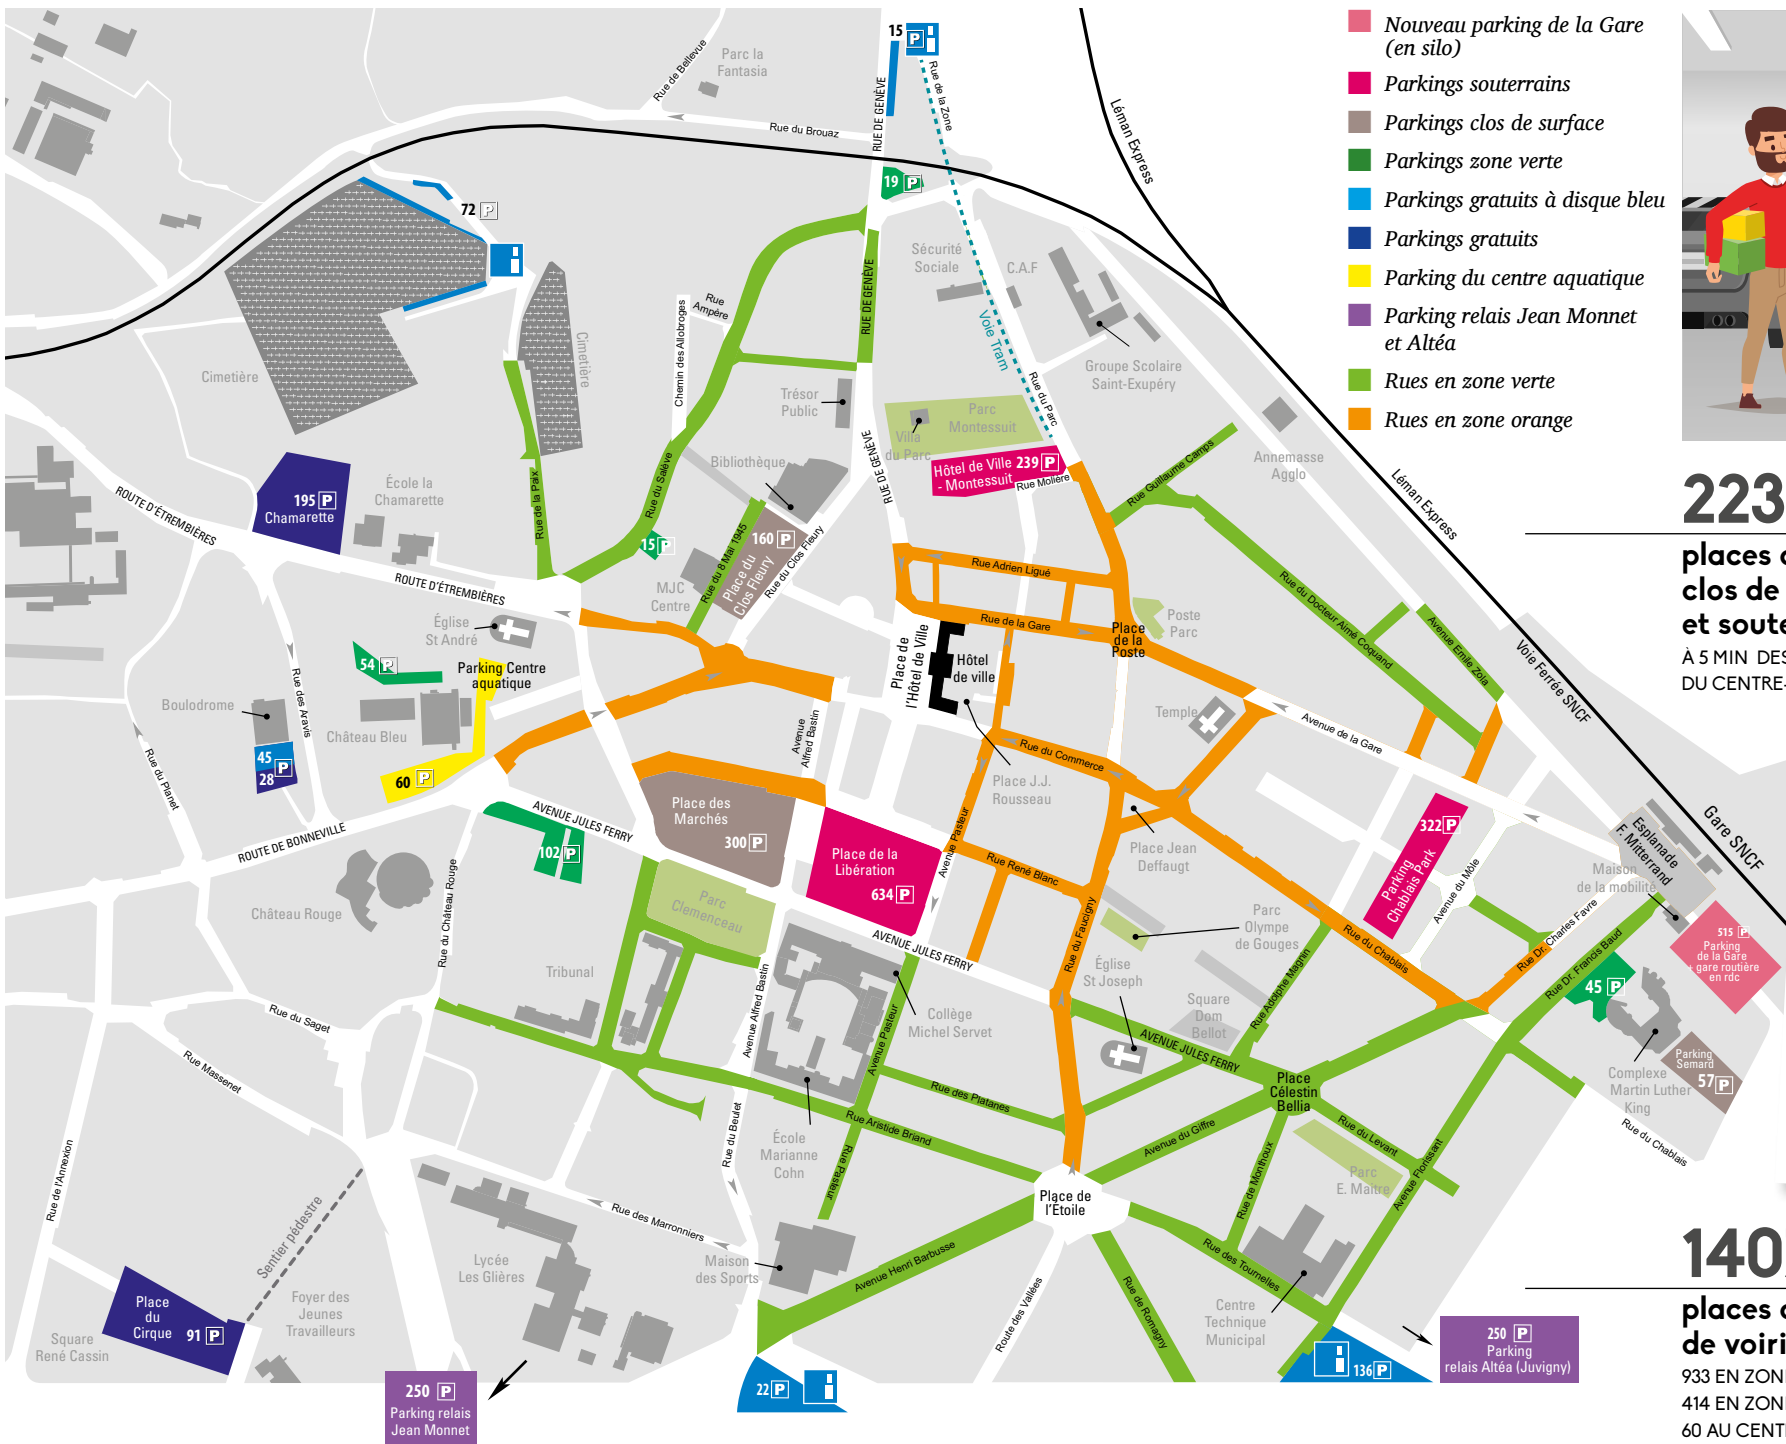 Nouveau parking de la Gare
(en silo)
Parkings souterrains
Parkings clos de surface
Parkings zone verte
Parkings gratuits à disque bleu
Parkings gratuits
Parking du centre aquatique
Parking relais Jean Monnet
et Altéa
Rues en zone verte
Rues en zone orange
223
places
clos de
et soute
À 5 MIN DES
DU CENTRE-
140
places
de voiri
933 EN ZON
414 EN ZON
60 AU CENT
15 P
Rue de la Zone
RUE DE GENÈVE
Parc la
Fantasia
Rue de Bellevue
Rue du Brouaz
Léman Express
19 P
72 P
Sécurité
Sociale
C.A.F
Voie Tram
Groupe Scolaire
Saint-Exupéry
Rue
Ampère
Chemin des Allobroges
RUE DE GENÈVE
Cimetière
Cimetière
Trésor
Public
Villa
du Parc
Parc
Montessuit
Rue du Parc
Annemasse
Agglo
Léman Express
Rue Guillaume Camps
Hôtel de Ville 239 P
- Montessuit
Rue Molière
RUE DE GENÈVE
Bibliothèque
Rue du Salève
Rue de la Paix
École la
Chamarette
195 P
Chamarette
ROUTE D'ÉTREMBIÈRES
ROUTE D'ÉTREMBIÈRES
15 P
MJC
Centre
Rue du 8 Mai 1945
160 P
Place du
Clos Fleury
Rue du Clos Fleury
Rue Adrien Ligué
Rue de la Gare
Place
de la
Poste
Poste
Parc
Rue du Docteur Aimé Coquand
Avenue Emile Zola
Voie Ferrée SNCF
Église
St André
54 P
Parking Centre
aquatique
Boulodrome
Rue des Aravis
Château Bleu
45
28 P
60 P
Rue du Planet
Place de
l'Hôtel de Ville
Hôtel
de ville
Avenue
Alfred Bastin
Temple
Avenue de la Gare
Rue du Commerce
Place J.J.
Rousseau
Place des
Marchés
300 P
Place de la
Libération
634 P
Avenue Pasteur
Rue René Blanc
Place Jean
Deffaugt
322 P
Parking
Chablais Park
Avenue du Môle
Esplanade
F. Mitterrand
Gare SNCF
Maison
de la mobilité
ROUTE DE BONNEVILLE
AVENUE JULES FERRY
102 P
Château Rouge
Rue du Château Rouge
Parc
Clemenceau
Tribunal
AVENUE JULES FERRY
Rue du Faucigny
Parc
Olympe
de Gouges
Église
St Joseph
Rue Adolphe Magnin
Rue du Chablais
Rue Dr. Charles Favre
Rue Dr. Francis Baud
515 P
Parking
de la Gare
+ gare routière
en rdc
45 P
Square
Dom
Bellot
Collège
Michel Servet
Avenue Alfred Bastin
Avenue Pasteur
AVENUE JULES FERRY
Rue du Saget
Rue Massenet
Place
Célestin
Bellia
Parking
Semard
57 P
Complexe
Martin Luther
King
Rue du Chablais
Rue des Platanes
Rue Aristide Briand
Avenue du Giffre
Rue du Levant
Rue de Monthoux
Parc
E. Maitre
Avenue Florissant
Rue du Beulet
École
Marianne
Cohn
Rue Pasteur
Rue de l'Annexion
Sentier pédestre
Place de
l'Étoile
Rue des Marronniers
Lycée
Les Glières
Maison
des Sports
Avenue Henri Barbusse
Route des Vallées
Rue de Romagny
Rue des Tournelles
Centre
Technique
Municipal
Place
du
Cirque
91 P
Square
René Cassin
Foyer des
Jeunes
Travailleurs
250 P
Parking relais
Jean Monnet
22 P
136 P
250 P
Parking
relais Altéa (Juvigny)